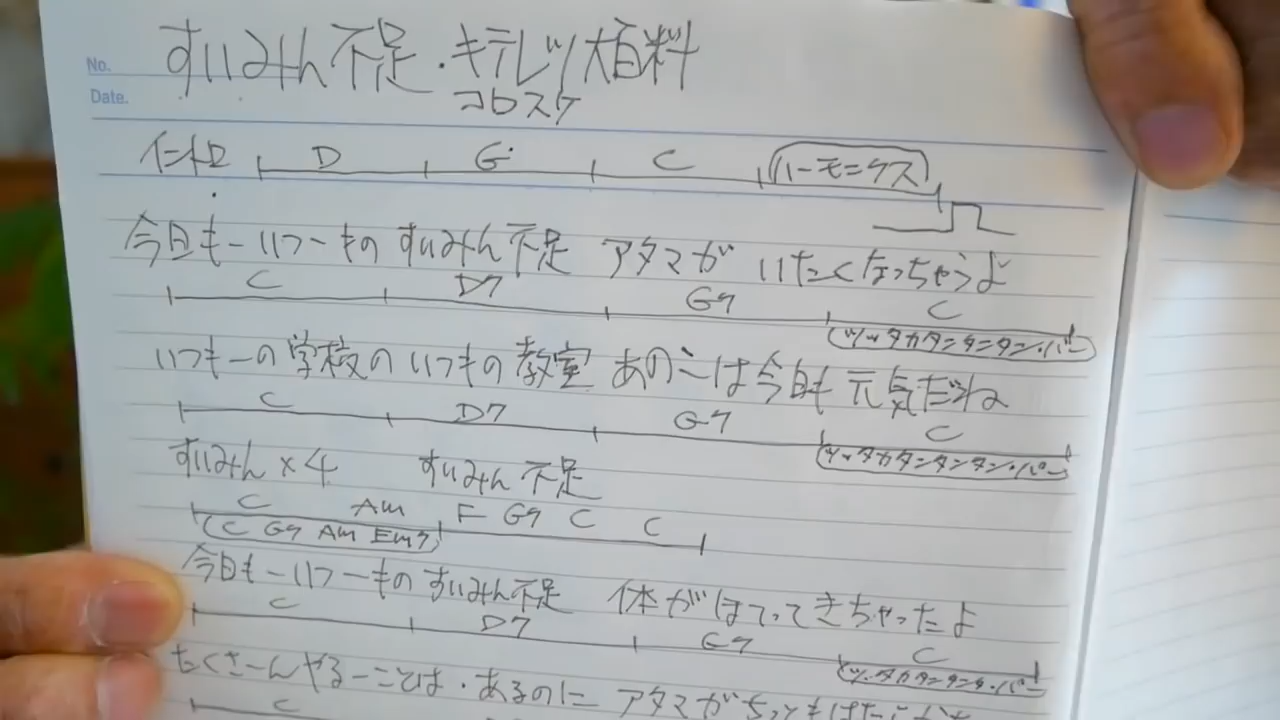 No.
Date.
すいみん不足・キテレツ大百科
コロスケ
イントロ D G C ハーモニクス
今日もーいつーもの すいみん不足 アタマが いたくなっちゃうよ
C D7 G7 C
ツッタカタンタンタン・パー
いつもーの学校の いつもの教室 あのこは今日も 元気だね
C D7 G7 C
ツッタカタンタンタン・パー
すいみん×4 すいみん不足
C Am F G7 C C
(C G7 Am Em7)
今日もーいつーもの すいみん不足 体がほてってきちゃったよ
C D7 G7 C
ツッタカタンタンタ・パー
たくさーんやるーことは・あるのに アタマが
C